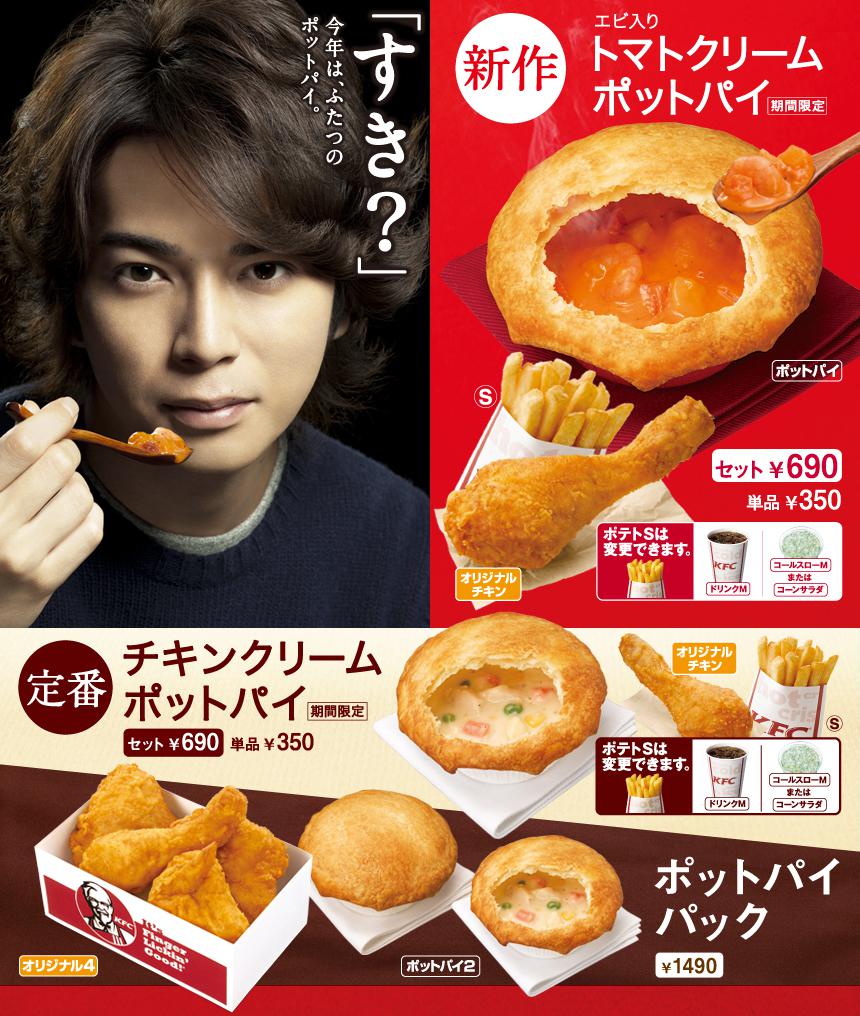 「すき？」
今年は、ふたつの
ポットパイ。
新作
エビ入り
トマトクリーム
ポットパイ 期間限定
ポットパイ
S
セット ￥690
単品 ￥350
オリジナル
チキン
ポテトSは
変更できます。
KFC
ドリンクM
コールスローM
または
コーンサラダ
定番
チキンクリーム
ポットパイ 期間限定
セット ￥690 単品 ￥350
オリジナル
チキン
KFC
S
ポテトSは
変更できます。
KFC
ドリンクM
コールスローM
または
コーンサラダ
KFC
It's
Finger
Lickin'
Good!
オリジナル4
ポットパイ2
ポットパイ
パック
￥1490